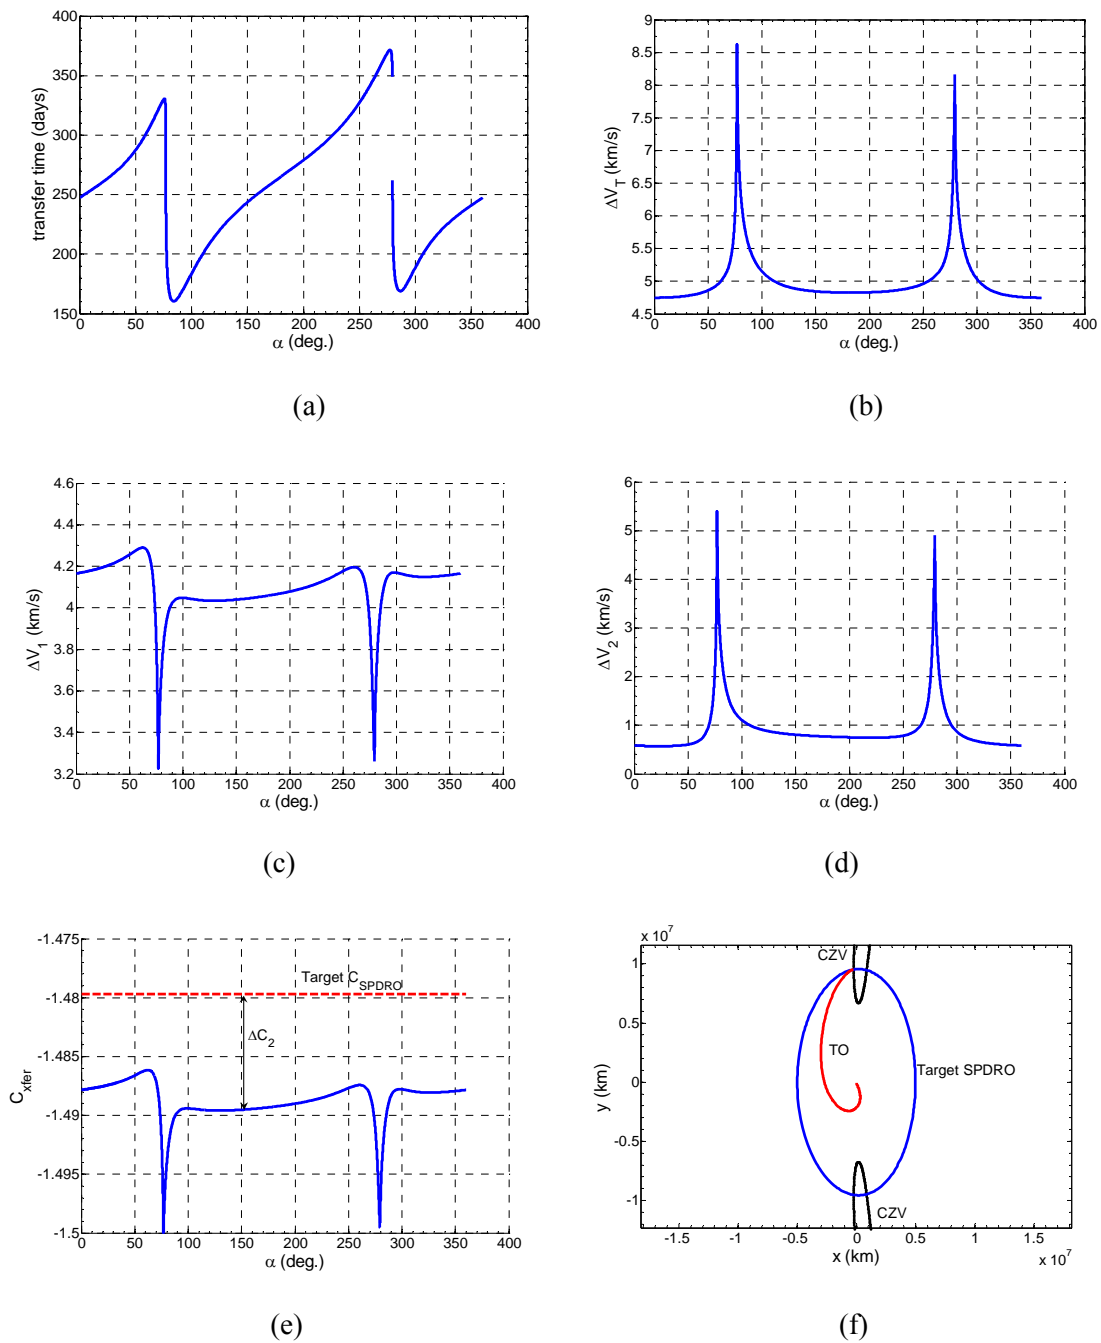 400
350
300
250
200
150
transfer time (days)
0 50 100 150 200 250 300 350 400
α (deg.)
(a)
9
8.5
8
7.5
7
6.5
6
5.5
5
4.5
ΔV_T (km/s)
0 50 100 150 200 250 300 350 400
α (deg.)
(b)
4.6
4.4
4.2
4
3.8
3.6
3.4
3.2
ΔV_1 (km/s)
0 50 100 150 200 250 300 350 400
α (deg.)
(c)
6
5
4
3
2
1
0
ΔV_2 (km/s)
0 50 100 150 200 250 300 350 400
α (deg.)
(d)
-1.475
-1.48
-1.485
-1.49
-1.495
-1.5
C_xfer
Target C_SPDRO
ΔC_2
0 50 100 150 200 250 300 350 400
α (deg.)
(e)
x 10^7
1
0.5
0
-0.5
-1
y (km)
CZV
TO
Target SPDRO
CZV
-1.5 -1 -0.5 0 0.5 1 1.5
x (km)
x 10^7
(f)